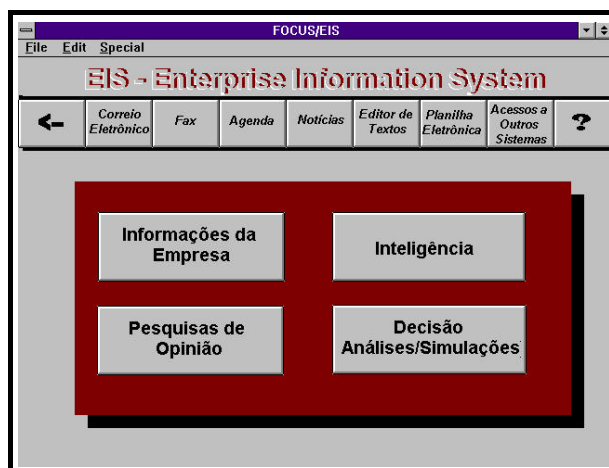 FOCUS/EIS
File Edit Special
EIS - Enterprise Information System
Correio Eletrônico
Fax
Agenda
Notícias
Editor de Textos
Planilha Eletrônica
Acessos a Outros Sistemas
?
Informações da
Empresa
Inteligência
Pesquisas de
Opinião
Decisão
Análises/Simulações